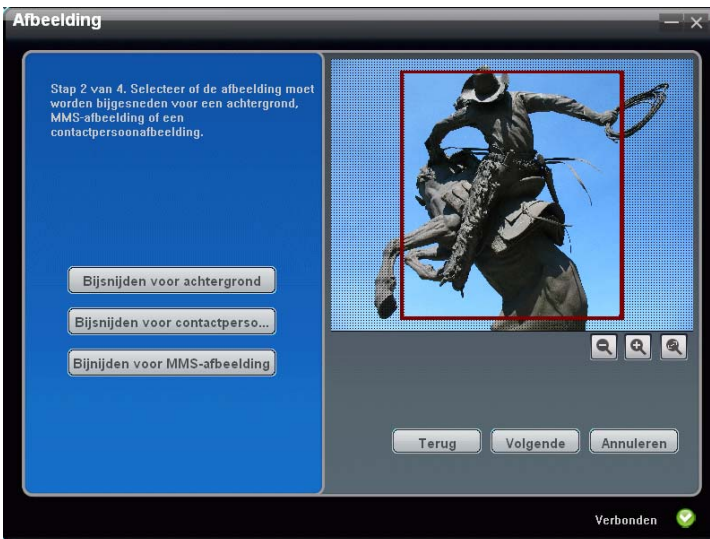 Afbeelding
Stap 2 van 4. Selecteer of de afbeelding moet
worden bijgesneden voor een achtergrond,
MMS-afbeelding of een
contactpersoonafbeelding.
Bijsnijden voor achtergrond
Bijsnijden voor contactperso...
Bijnijden voor MMS-afbeelding
Terug
Volgende
Annuleren
Verbonden